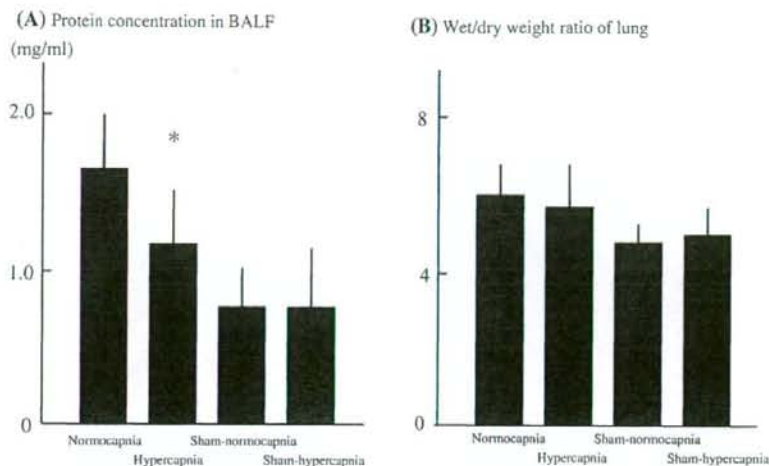 (A) Protein concentration in BALF
(mg/ml)
2.0
*
1.0
0
Normocapnia Sham-normocapnia
Hypercapnia Sham-hypercapnia
(B) Wet/dry weight ratio of lung
8
4
0
Normocapnia Sham-normocapnia
Hypercapnia Sham-hypercapnia